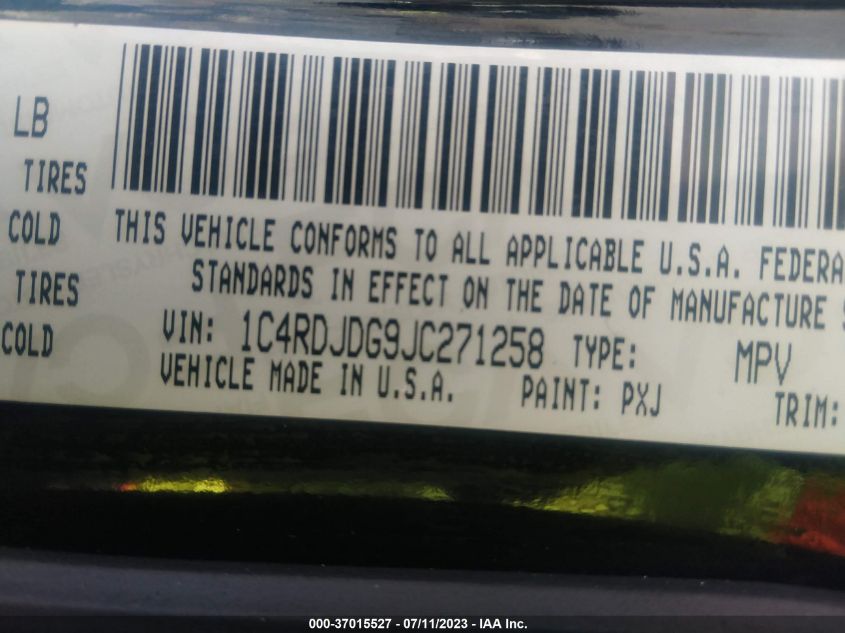 LB
TIRES
COLD
TIRES
COLD
THIS VEHICLE CONFORMS TO ALL APPLICABLE U.S.A.
STANDARDS IN EFFECT ON THE DATE OF MANUFACTURE
VIN: 1C4RDJDG9JC271258 TYPE: MPV
VEHICLE MADE IN U.S.A. PAINT: PXJ TRIM:
000-37015527 - 07/11/2023 - IAA Inc.